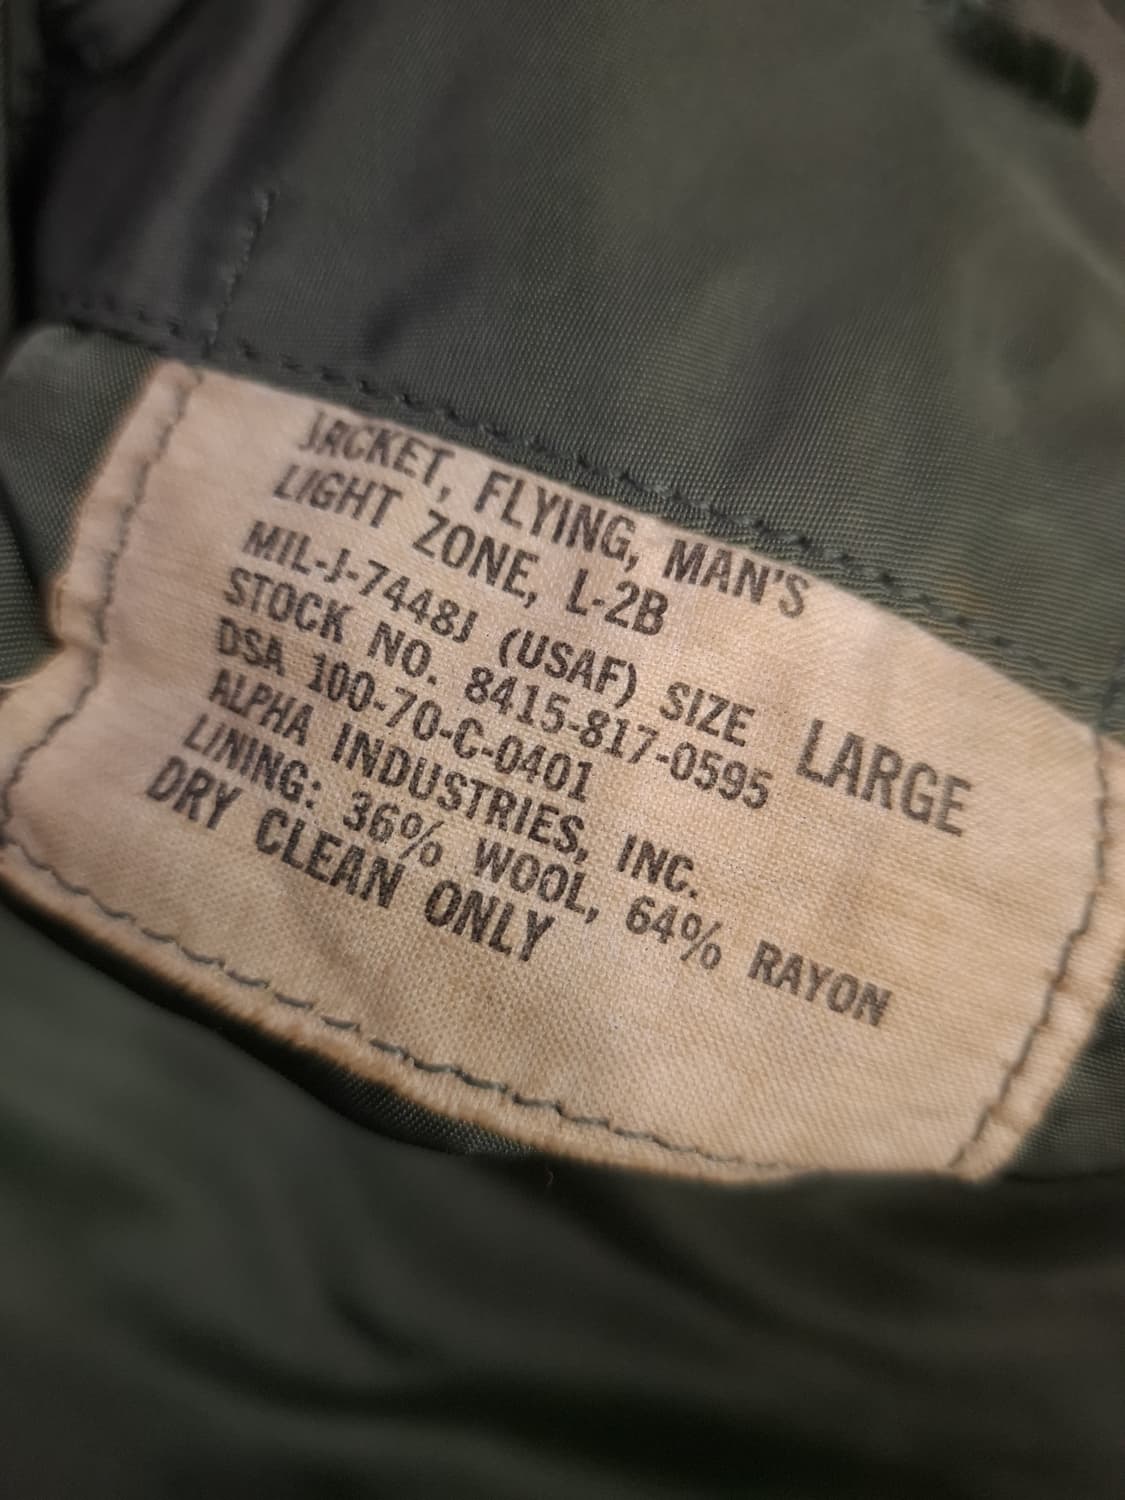 JACKET, FLYING, MAN'S
LIGHT ZONE, L-2B
MIL-J-7448J (USAF) SIZE LARGE
STOCK NO. 8415-817-0595
DSA 100-70-C-0401
ALPHA INDUSTRIES, INC.
LINING: 36% WOOL, 64% RAYON
DRY CLEAN ONLY